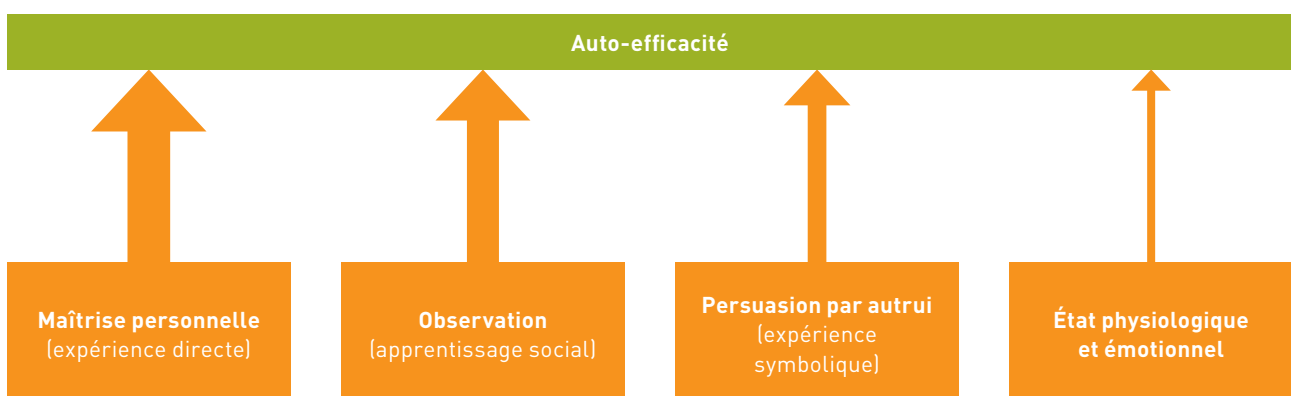 Auto-efficacité
Maîtrise personnelle
(expérience directe)
Observation
(apprentissage social)
Persuasion par autrui
(expérience
symbolique)
État physiologique
et émotionnel